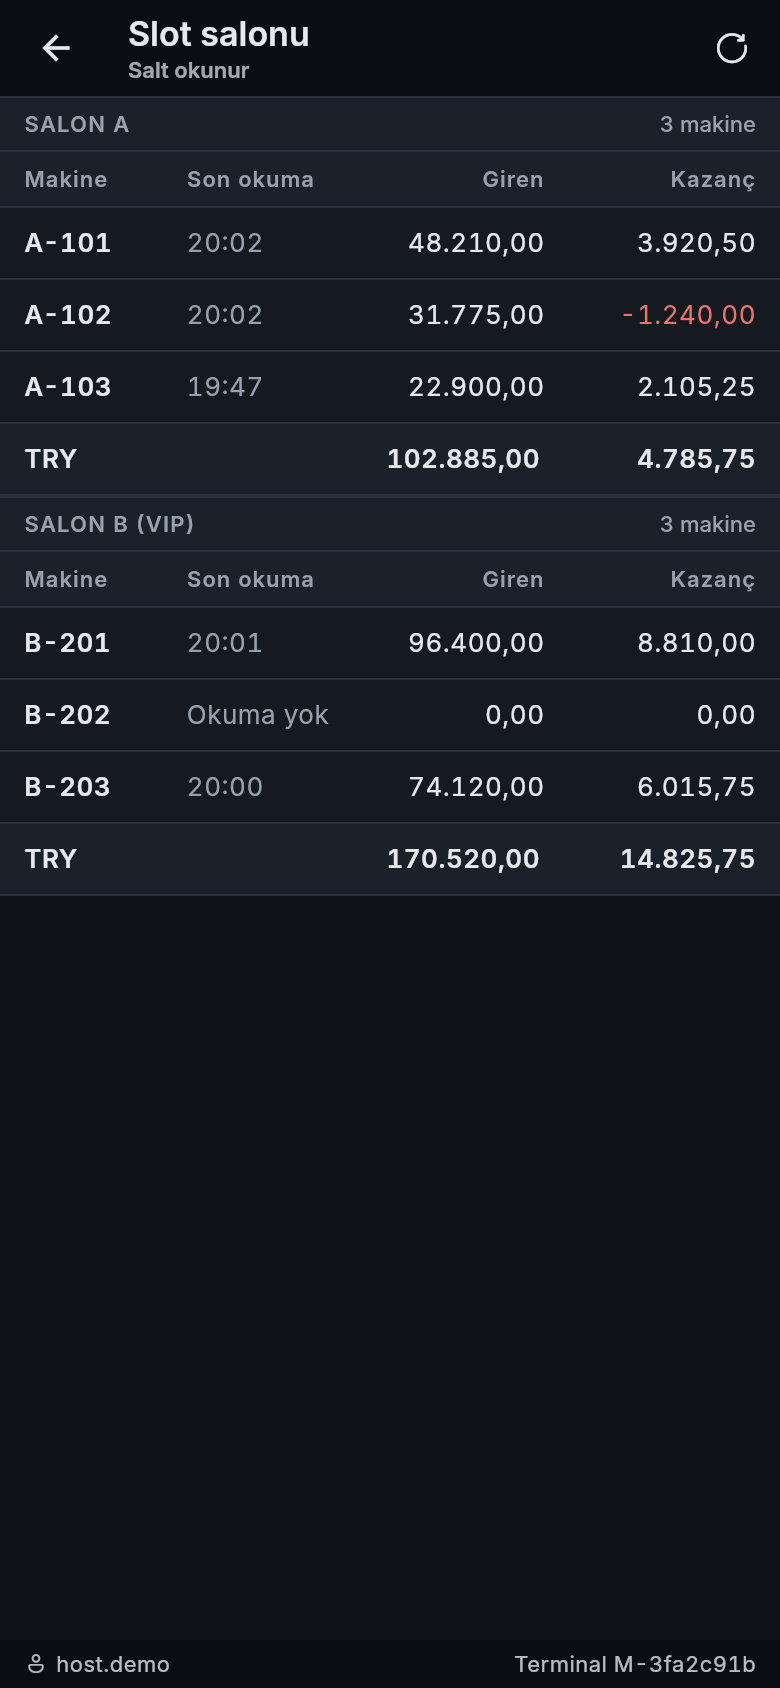 Slot salonu
Salt okunur
SALON A 3 makine
Makine Son okuma Giren Kazanç
A-101 20:02 48.210,00 3.920,50
A-102 20:02 31.775,00 -1.240,00
A-103 19:47 22.900,00 2.105,25
TRY 102.885,00 4.785,75
SALON B (VIP) 3 makine
Makine Son okuma Giren Kazanç
B-201 20:01 96.400,00 8.810,00
B-202 Okuma yok 0,00 0,00
B-203 20:00 74.120,00 6.015,75
TRY 170.520,00 14.825,75
host.demo Terminal M-3fa2c91b